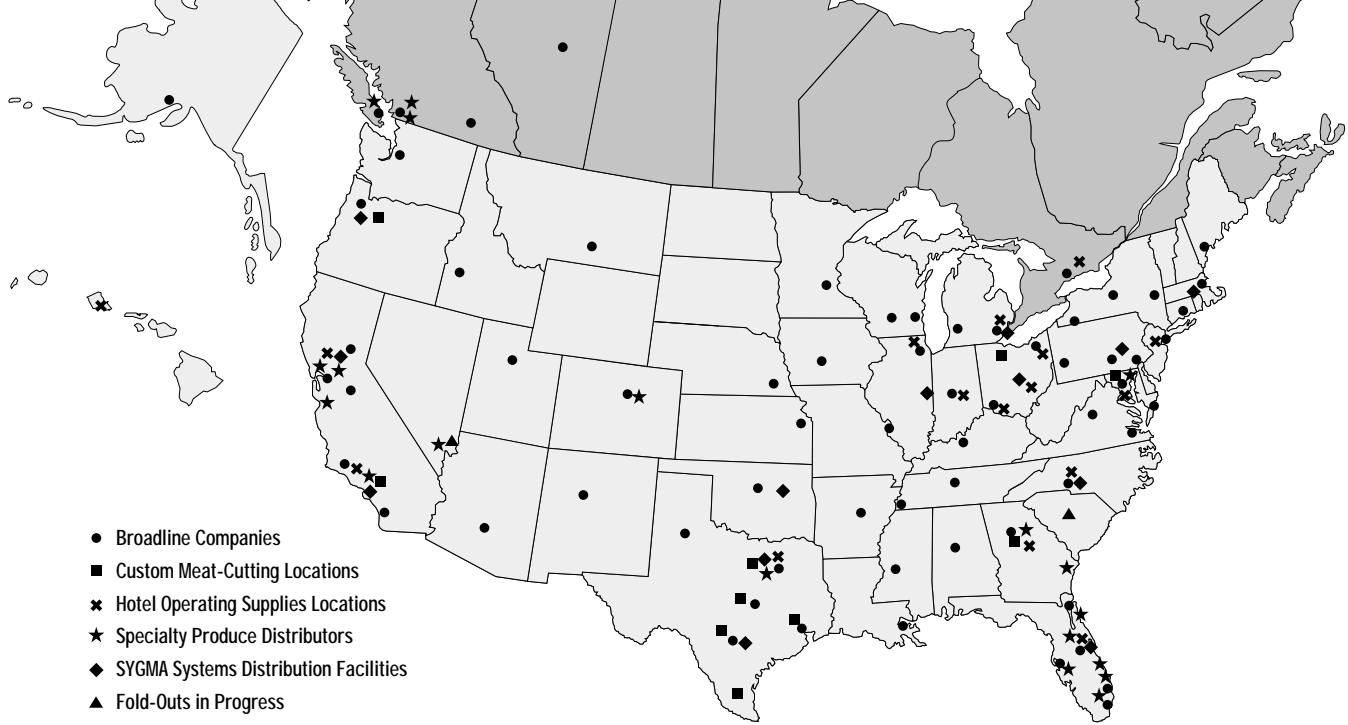 Broadline Companies
Custom Meat-Cutting Locations
Hotel Operating Supplies Locations
Specialty Produce Distributors
SYGMA Systems Distribution Facilities
Fold-Outs in Progress